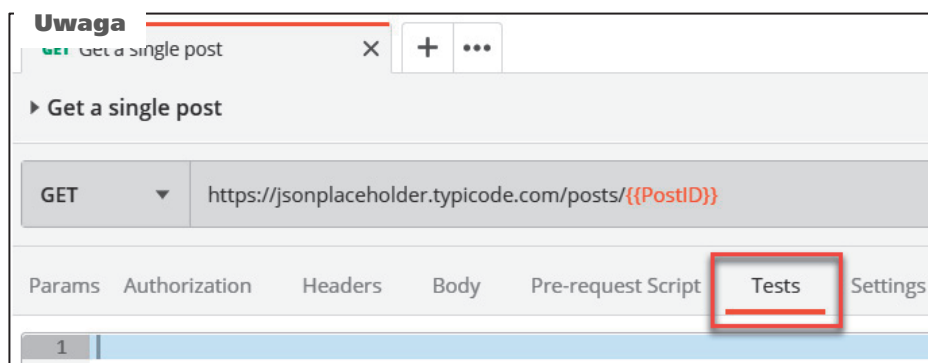 Uwaga
GET Get a single post × + •••
Get a single post
GET https://jsonplaceholder.typicode.com/posts/{{PostID}}
Params Authorization Headers Body Pre-request Script Tests Settings
1